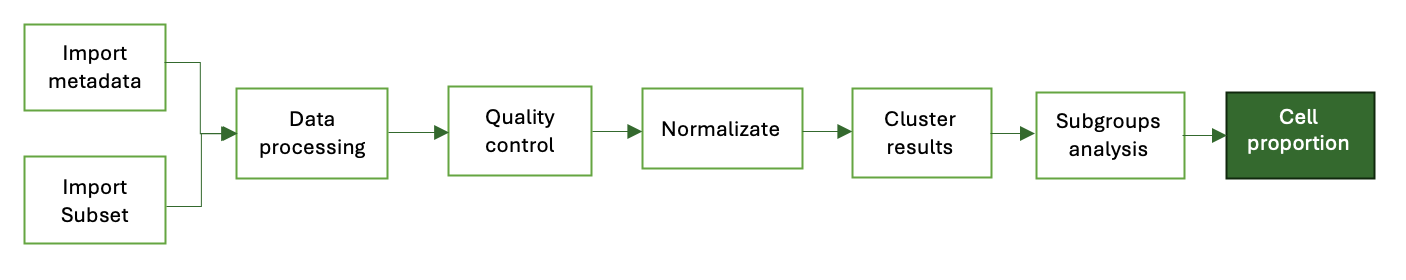 Import
metadata
Import
Subset
Data
processing
Quality
control
Normalizate
Cluster
results
Subgroups
analysis
Cell
proportion